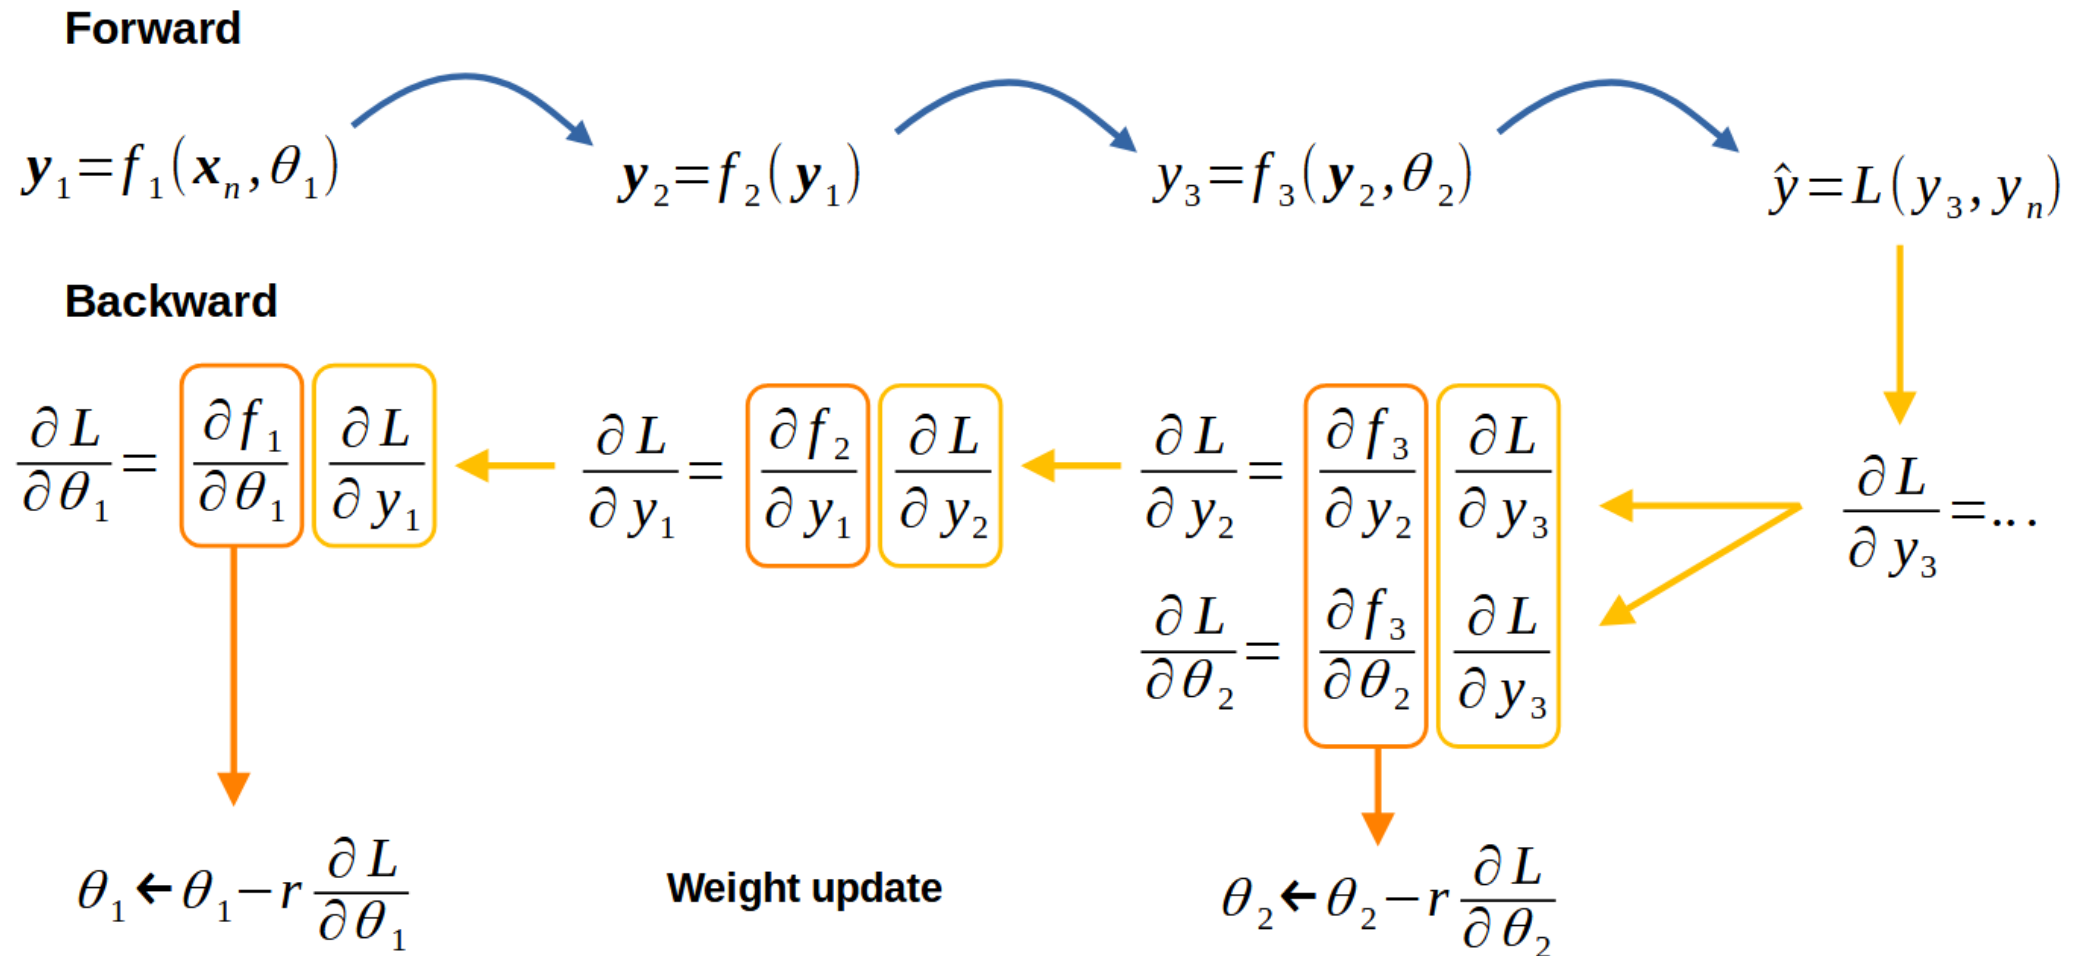 Forward
y₁=f₁(xₙ,θ₁) y₂=f₂(y₁) y₃=f₃(y₂,θ₂) ŷ=L(y₃,yₙ)
Backward
∂L/∂θ₁= ∂f₁/∂θ₁ ∂L/∂y₁ ∂L/∂y₁= ∂f₂/∂y₁ ∂L/∂y₂ ∂L/∂y₂= ∂f₃/∂y₂ ∂L/∂y₃ ∂L/∂y₃=...
∂L/∂θ₂= ∂f₃/∂θ₂ ∂L/∂y₃
θ₁←θ₁−r ∂L/∂θ₁ Weight update θ₂←θ₂−r ∂L/∂θ₂